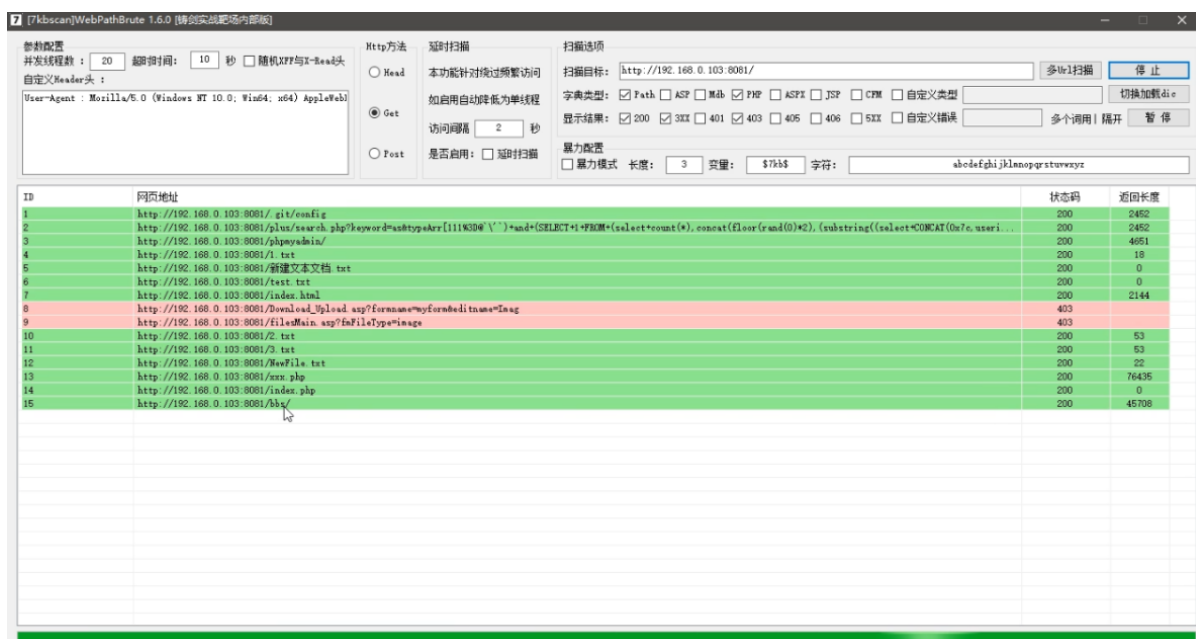 [7kbscan]WebPathBrute 1.6.0 [铸剑实战靶场内部版]
参数配置 Http方法 延时扫描 扫描选项
并发线程数： 20 超时时间： 10 秒 随机XFF与X-Read头
自定义Header头 ：
User-Agent : Mozilla/5.0 (Windows NT 10.0; Win64; x64) AppleWebl
Head
Get
Post
本功能针对绕过频繁访问
如启用自动降低为单线程
访问间隔 2 秒
是否启用： 延时扫描
扫描目标： http://192.168.0.103:8081/ 多Url扫描 停 止
字典类型： Path ASP Mdb PHP ASPX JSP CFM 自定义类型 切换加载dic
显示结果： 200 3XX 401 403 405 406 5XX 自定义错误 多个词用| 隔开 暂 停
暴力配置
暴力模式 长度： 3 变量： $7kb$ 字符： abcdefghijklmnopqrstuvwxyz
ID 网页地址 状态码 返回长度
1 http://192.168.0.103:8081/.git/config 200 2452
2 http://192.168.0.103:8081/plus/search.php?keyword=as&typeArr[111%3D@`\'``)+and+(SELECT+1+FROM+(select+count(*),concat(floor(rand(0)*2),(substring((select+CONCAT(0x7c,useri... 200 2452
3 http://192.168.0.103:8081/phpmyadmin/ 200 4651
4 http://192.168.0.103:8081/1.txt 200 18
5 http://192.168.0.103:8081/新建文本文档.txt 200 0
6 http://192.168.0.103:8081/test.txt 200 0
7 http://192.168.0.103:8081/index.html 200 2144
8 http://192.168.0.103:8081/Download_Upload.asp?formname=myform&editname=Imag 403
9 http://192.168.0.103:8081/filesMain.asp?fmFileType=image 403
10 http://192.168.0.103:8081/2.txt 200 53
11 http://192.168.0.103:8081/3.txt 200 53
12 http://192.168.0.103:8081/NewFile.txt 200 22
13 http://192.168.0.103:8081/xxx.php 200 76435
14 http://192.168.0.103:8081/index.php 200 0
15 http://192.168.0.103:8081/bbs/ 200 45708